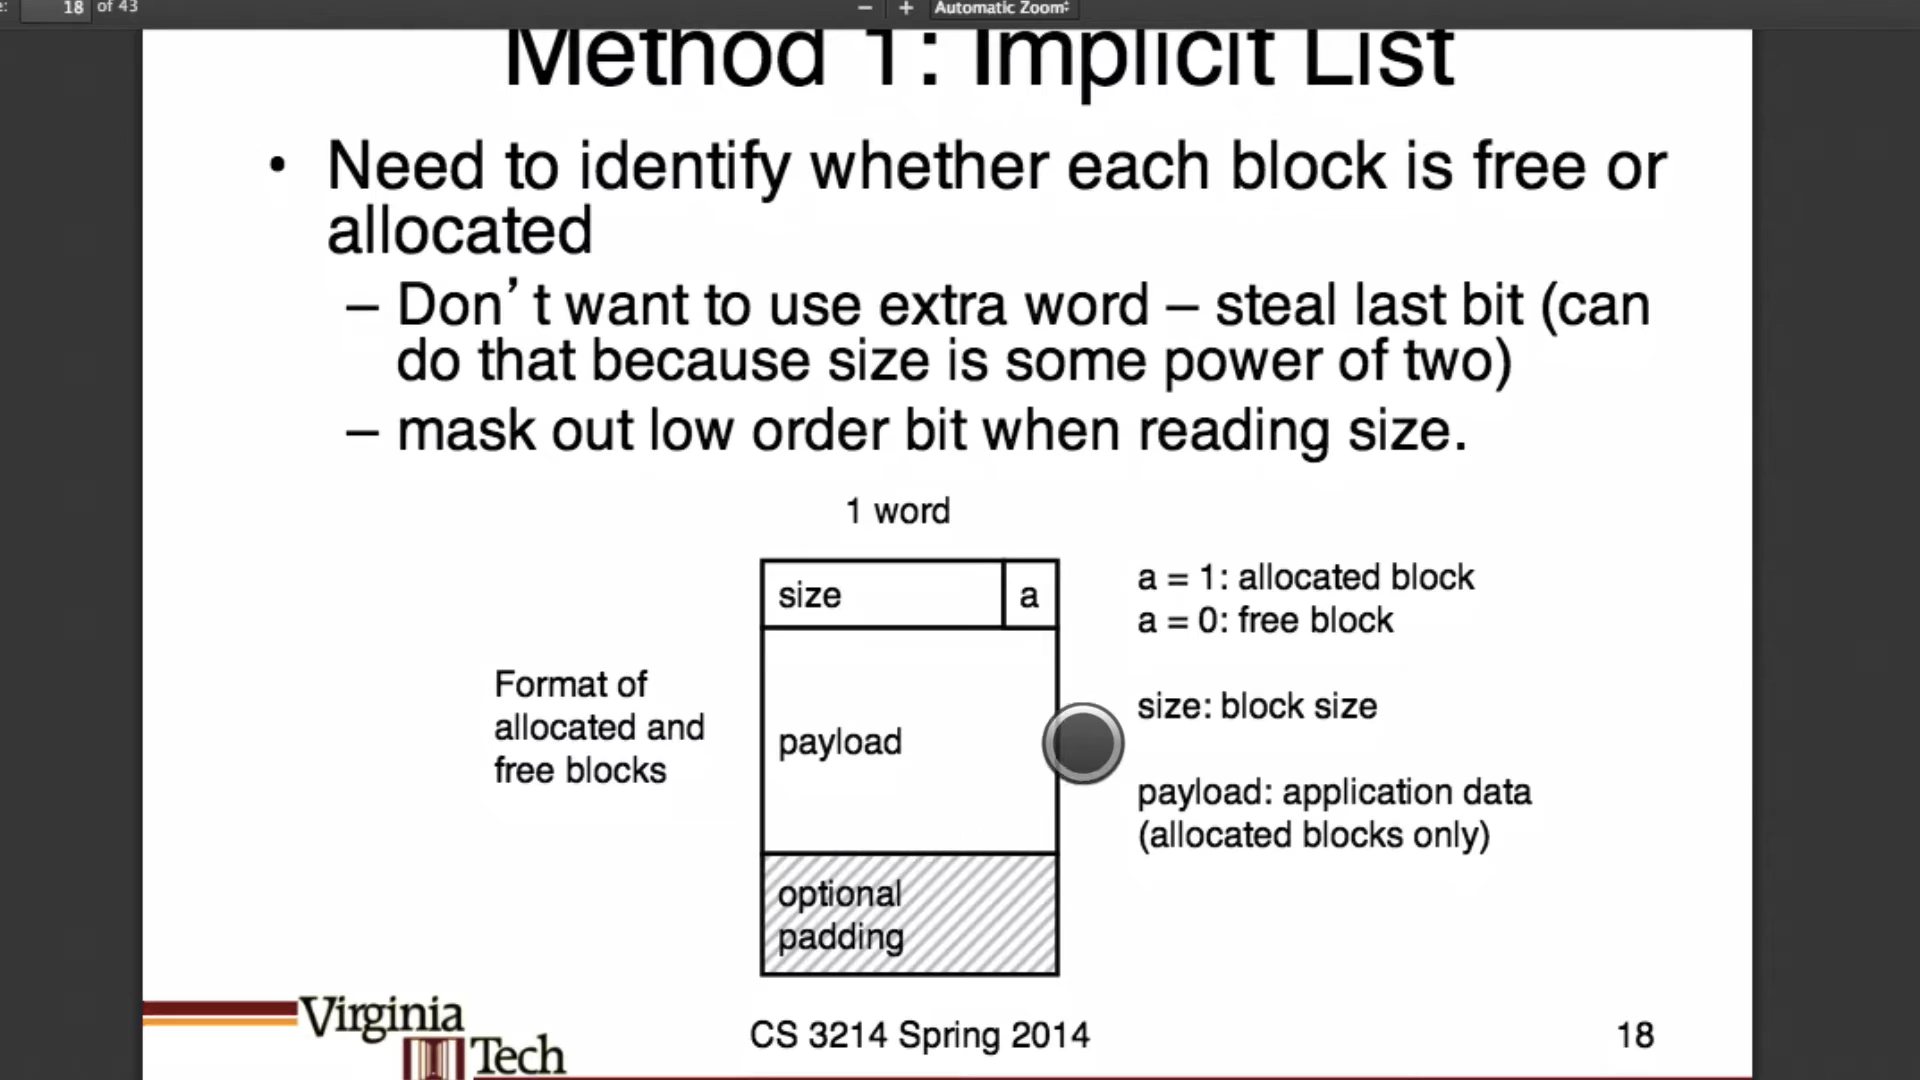 18 of 43
Automatic Zoom
Method 1: Implicit List
• Need to identify whether each block is free or
allocated
– Don’t want to use extra word – steal last bit (can
do that because size is some power of two)
– mask out low order bit when reading size.
1 word
size a
payload
optional
padding
Format of
allocated and
free blocks
a = 1: allocated block
a = 0: free block
size: block size
payload: application data
(allocated blocks only)
Virginia
Tech
CS 3214 Spring 2014
18